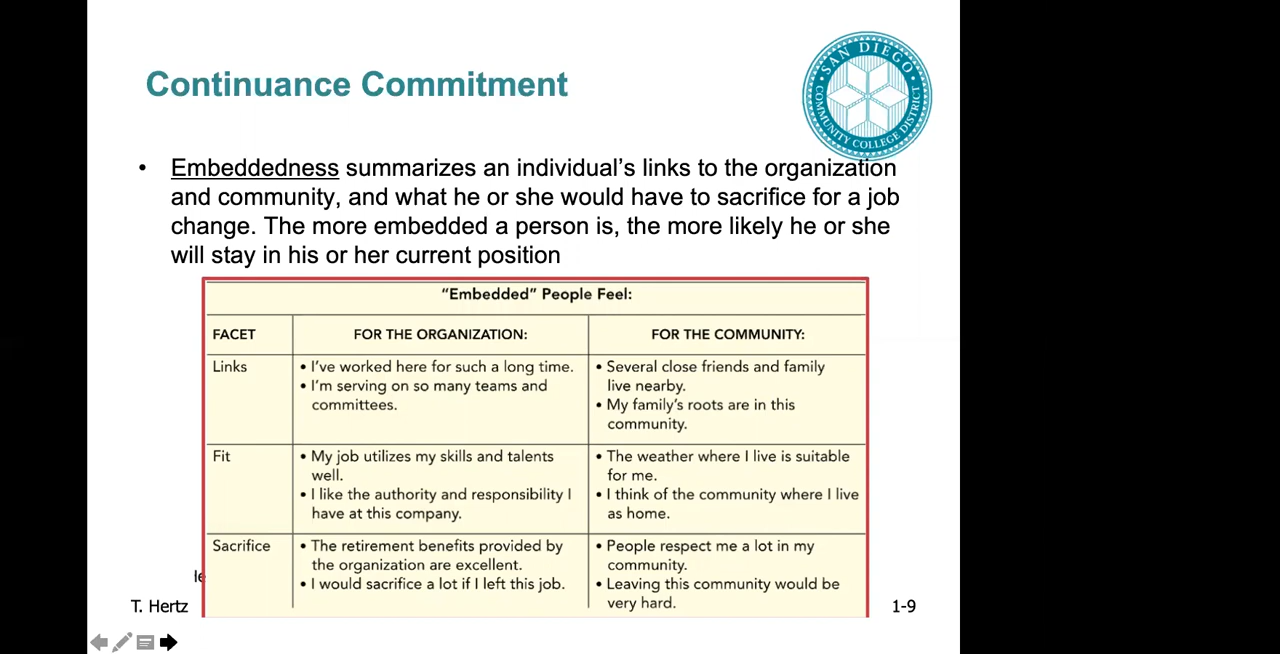 Continuance Commitment
SAN DIEGO
COMMUNITY COLLEGE DISTRICT
• Embeddedness summarizes an individual's links to the organization
and community, and what he or she would have to sacrifice for a job
change. The more embedded a person is, the more likely he or she
will stay in his or her current position
"Embedded" People Feel:
FACET FOR THE ORGANIZATION: FOR THE COMMUNITY:
Links
• I've worked here for such a long time.
• I'm serving on so many teams and
committees.
• Several close friends and family
live nearby.
• My family's roots are in this
community.
Fit
• My job utilizes my skills and talents
well.
• I like the authority and responsibility I
have at this company.
• The weather where I live is suitable
for me.
• I think of the community where I live
as home.
Sacrifice
• The retirement benefits provided by
the organization are excellent.
• I would sacrifice a lot if I left this job.
• People respect me a lot in my
community.
• Leaving this community would be
very hard.
T. Hertz
1-9